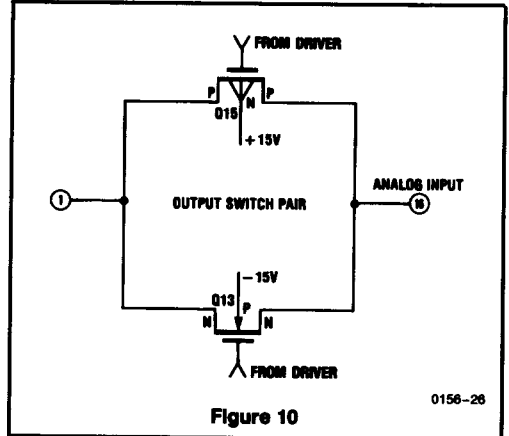 FROM DRIVER
P N P
Q15
+15V
1 OUTPUT SWITCH PAIR ANALOG INPUT
16
-15V
Q13 P
N N
FROM DRIVER
0156-26
Figure 10